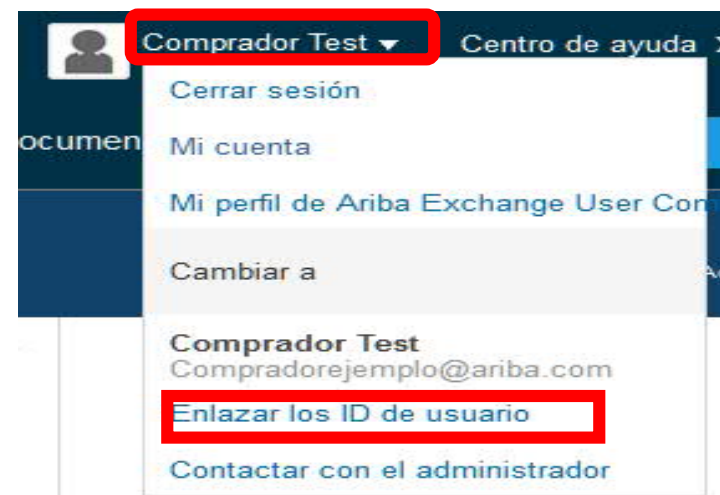 Comprador Test Centro de ayuda
Cerrar sesión
ocumen
Mi cuenta
Mi perfil de Ariba Exchange User Com
Cambiar a
Comprador Test
Compradorejemplo@ariba.com
Enlazar los ID de usuario
Contactar con el administrador